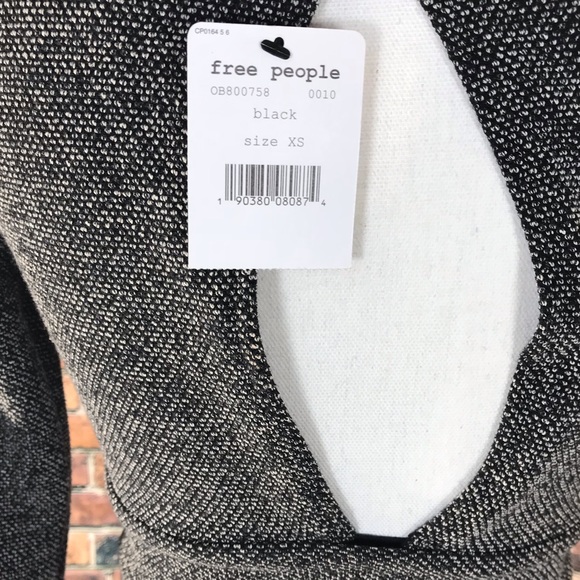 CP0164 5 6
free people
OB800758 0010
black
size XS
1 90380 08087 4